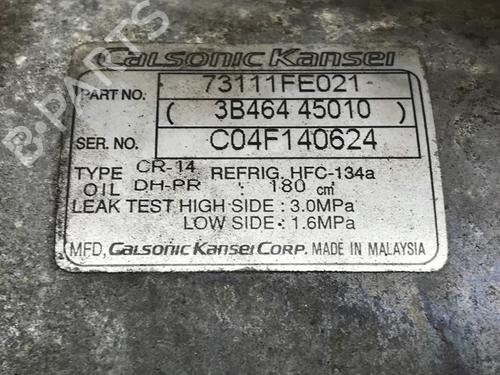 Calsonic Kansei
PART NO. 73111FE021
( 3B464 45010 )
SER. NO. C04F140624
TYPE CR-14 REFRIG. HFC-134a
OIL DH-PR : 180 cm³
LEAK TEST HIGH SIDE : 3.0MPa
LOW SIDE : 1.6MPa
MFD. Calsonic Kansei CORP. MADE IN MALAYSIA
B-PARTS